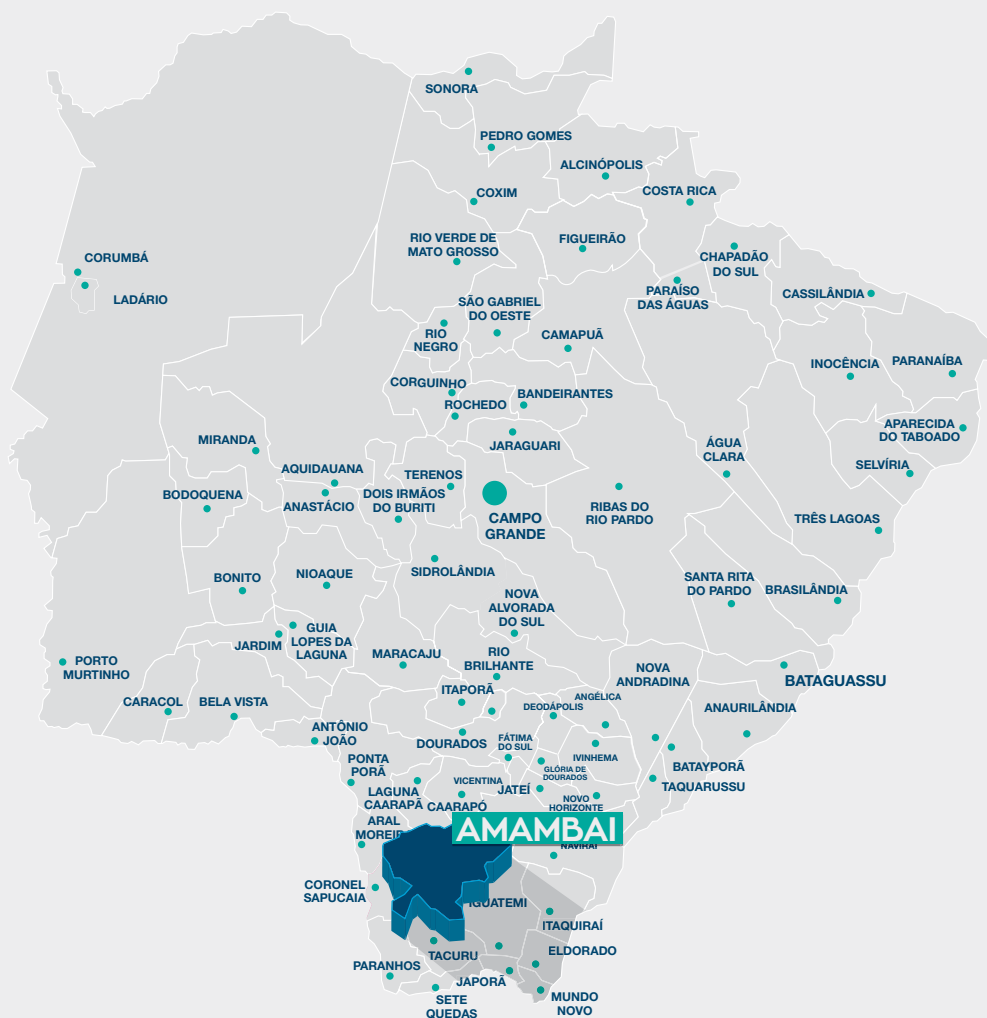 SONORA
PEDRO GOMES
ALCINÓPOLIS
COSTA RICA
COXIM
RIO VERDE DE
MATO GROSSO
FIGUEIRÃO
CHAPADÃO
DO SUL
CORUMBÁ
LADÁRIO
PARAÍSO
DAS ÁGUAS
CASSILÂNDIA
SÃO GABRIEL
DO OESTE
RIO
NEGRO
CAMAPUÃ
INOCÊNCIA
PARANAÍBA
CORGUINHO
ROCHEDO
BANDEIRANTES
APARECIDA
DO TABOADO
MIRANDA
JARAGUARI
ÁGUA
CLARA
SELVÍRIA
AQUIDAUANA
TERENOS
BODOQUENA
ANASTÁCIO
DOIS IRMÃOS
DO BURITI
CAMPO
GRANDE
RIBAS DO
RIO PARDO
TRÊS LAGOAS
SIDROLÂNDIA
BONITO
NIOAQUE
SANTA RITA
DO PARDO
BRASILÂNDIA
NOVA
ALVORADA
DO SUL
JARDIM
GUIA
LOPES DA
LAGUNA
MARACAJU
RIO
BRILHANTE
PORTO
MURTINHO
NOVA
ANDRADINA
BATAGUASSU
CARACOL
BELA VISTA
ITAPORÃ
DEODÁPOLIS
ANGÉLICA
ANAURILÂNDIA
ANTÔNIO
JOÃO
DOURADOS
FÁTIMA
DO SUL
IVINHEMA
BATAYPORÃ
TAQUARUSSU
PONTA
PORÃ
LAGUNA
CAARAPÃ
VICENTINA
CAARAPÓ
JATEÍ
GLÓRIA DE
DOURADOS
NOVO
HORIZONTE
ARAL
MOREIR
AMAMBAI
NAVIRAÍ
CORONEL
SAPUCAIA
IGUATEMI
ITAQUIRAÍ
TACURU
ELDORADO
PARANHOS
JAPORÃ
SETE
QUEDAS
MUNDO
NOVO